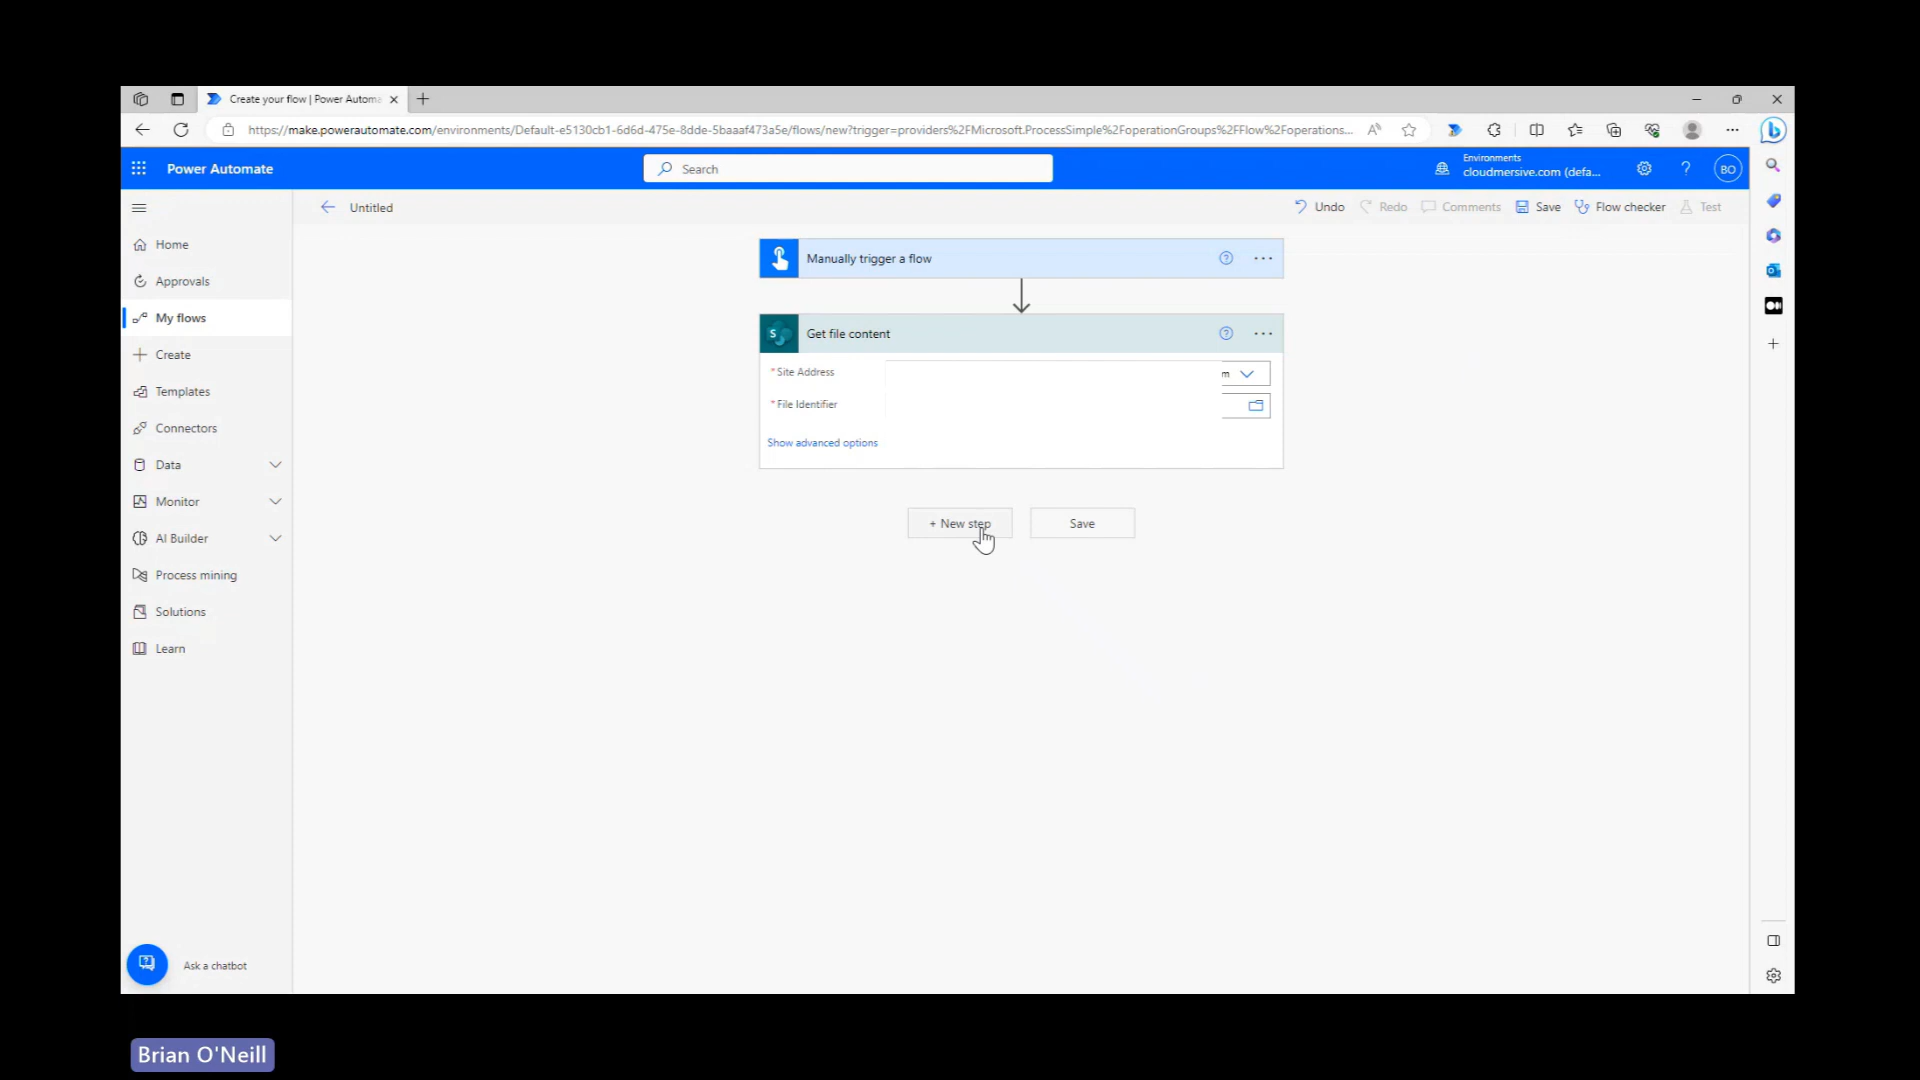 Create your flow | Power Automa
https://make.powerautomate.com/environments/Default-e5130cb1-6d6d-475e-8dde-5baaaf473a5e/flows/new?trigger=providers%2FMicrosoft.ProcessSimple%2FoperationGroups%2FFlow%2Foperations...
Power Automate
Search
Environments
cloudmersive.com (defa...
?
BO
Untitled
Undo
Redo
Comments
Save
Flow checker
Test
Home
Approvals
My flows
Create
Templates
Connectors
Data
Monitor
AI Builder
Process mining
Solutions
Learn
Manually trigger a flow
S
Get file content
* Site Address
m
* File Identifier
Show advanced options
+ New step
Save
Ask a chatbot
Brian O'Neill